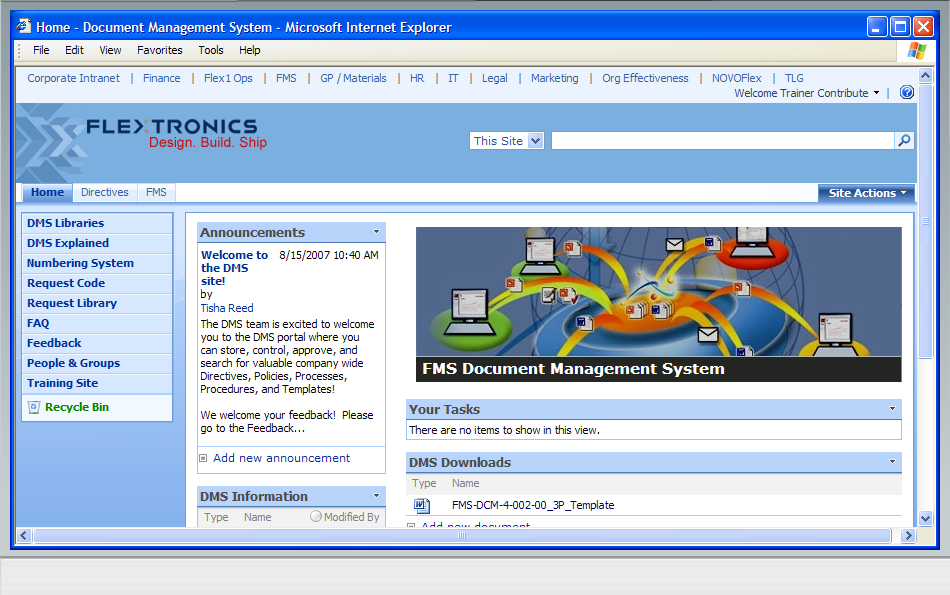 Home - Document Management System - Microsoft Internet Explorer
File Edit View Favorites Tools Help
Corporate Intranet | Finance | Flex1 Ops | FMS | GP / Materials | HR | IT | Legal | Marketing | Org Effectiveness | NOVOFlex | TLG
Welcome Trainer Contribute |
FLEXTRONICS
Design. Build. Ship
This Site
Home Directives FMS
Site Actions
DMS Libraries
DMS Explained
Numbering System
Request Code
Request Library
FAQ
Feedback
People & Groups
Training Site
Recycle Bin
Announcements
Welcome to the DMS site!
8/15/2007 10:40 AM
by
Tisha Reed
The DMS team is excited to welcome
you to the DMS portal where you
can store, control, approve, and
search for valuable company wide
Directives, Policies, Processes,
Procedures, and Templates!
We welcome your feedback! Please
go to the Feedback...
Add new announcement
DMS Information
Type Name Modified By
FMS Document Management System
Your Tasks
There are no items to show in this view.
DMS Downloads
Type Name
FMS-DCM-4-002-00_3P_Template
Add new document